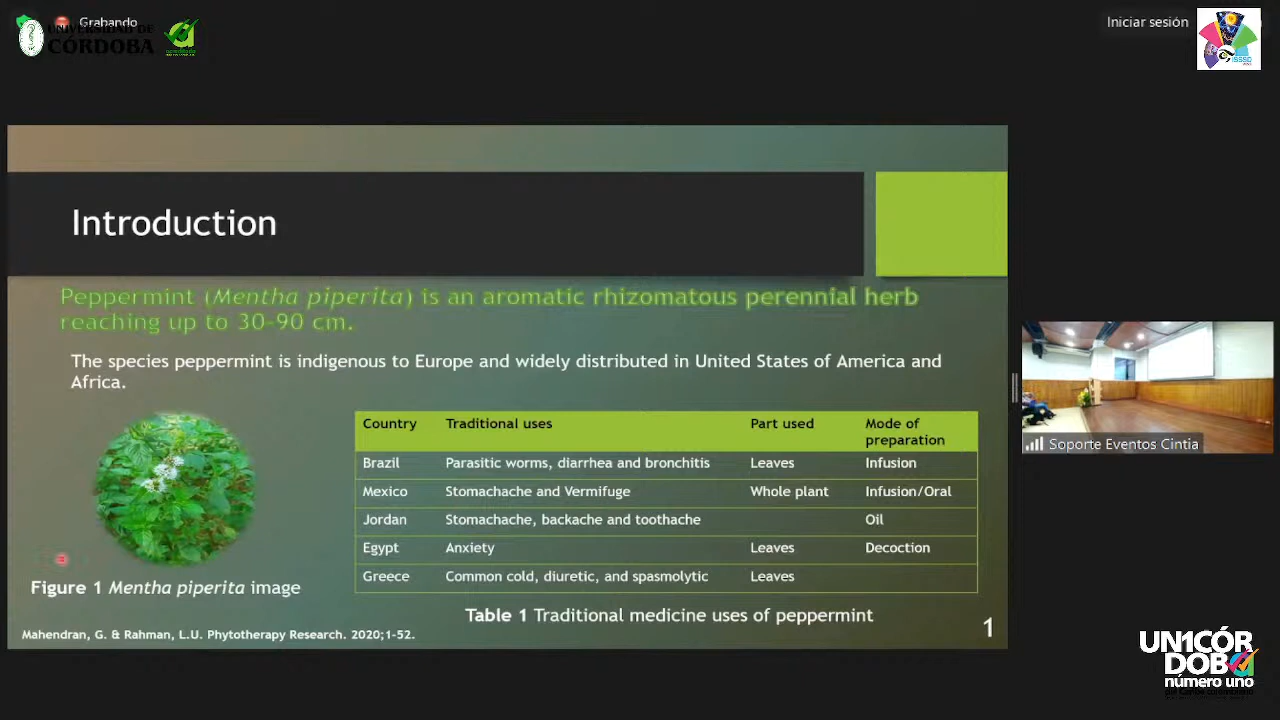 Grabando
UNIVERSIDAD DE
CÓRDOBA
Iniciar sesión
Introduction
Peppermint (Mentha piperita) is an aromatic rhizomatous perennial herb
reaching up to 30-90 cm.
The species peppermint is indigenous to Europe and widely distributed in United States of America and
Africa.
Country Traditional uses Part used Mode of
preparation
Brazil Parasitic worms, diarrhea and bronchitis Leaves Infusion
Mexico Stomachache and Vermifuge Whole plant Infusion/Oral
Jordan Stomachache, backache and toothache Oil
Egypt Anxiety Leaves Decoction
Greece Common cold, diuretic, and spasmolytic Leaves
Figure 1 Mentha piperita image
Table 1 Traditional medicine uses of peppermint
Mahendran, G. & Rahman, L.U. Phytotherapy Research. 2020;1-52.
1
Soporte Eventos Cintia
UN1CÓR
DOB
número uno
del Caribe colombiano